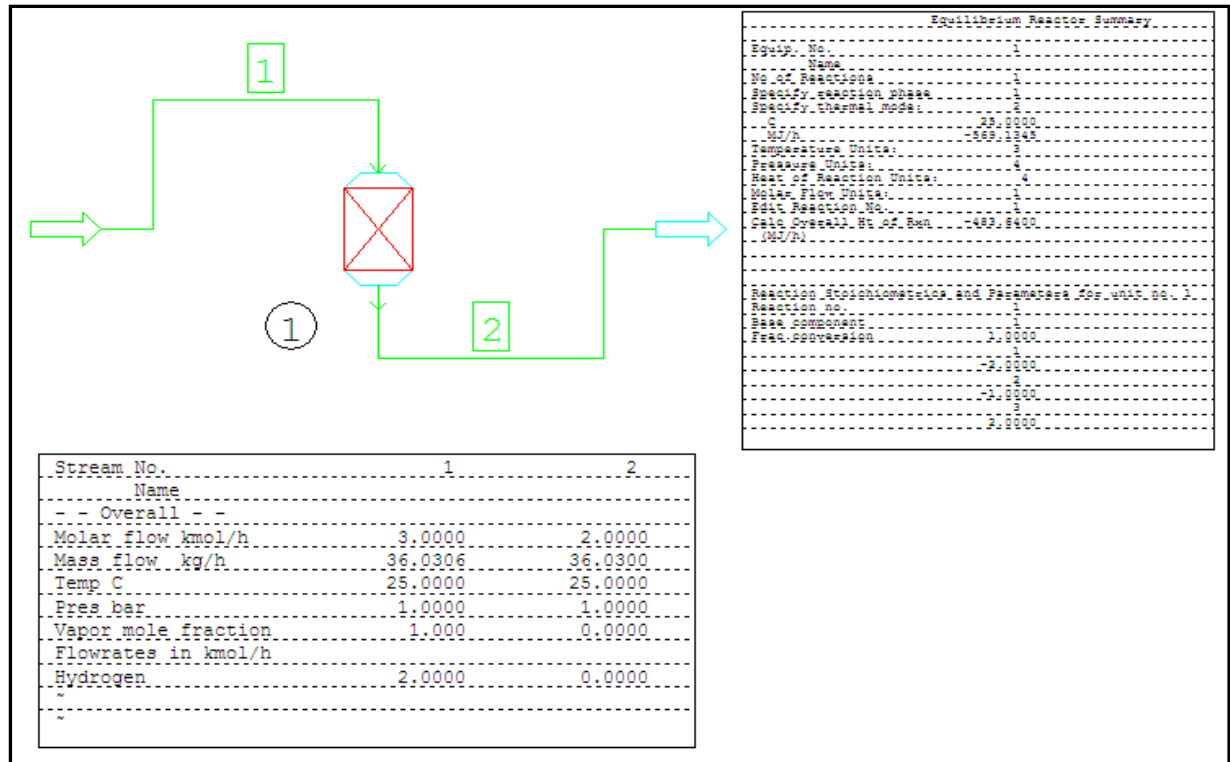 1
1
2
Equilibrium Reactor Summary
Equip. No. 1
Name
No of Reactions 1
Specify reaction phase 1
Specify thermal mode: 2
C 25.0000
MJ/h -569.1345
Temperature Units: 3
Pressure Units: 4
Heat of Reaction Units: 4
Molar Flow Units: 1
Edit Reaction No. 1
Calc Overall Ht of Rxn -483.6400
(MJ/h)
Reaction Stoichiometrics and Parameters for unit no. 1
Reaction no. 1
Base component 1
Frac.conversion 1.0000
1
-2.0000
2
-1.0000
3
2.0000
Stream No. 1 2
Name
- - Overall - -
Molar flow kmol/h 3.0000 2.0000
Mass flow kg/h 36.0306 36.0300
Temp C 25.0000 25.0000
Pres bar 1.0000 1.0000
Vapor mole fraction 1.000 0.0000
Flowrates in kmol/h
Hydrogen 2.0000 0.0000
~
~